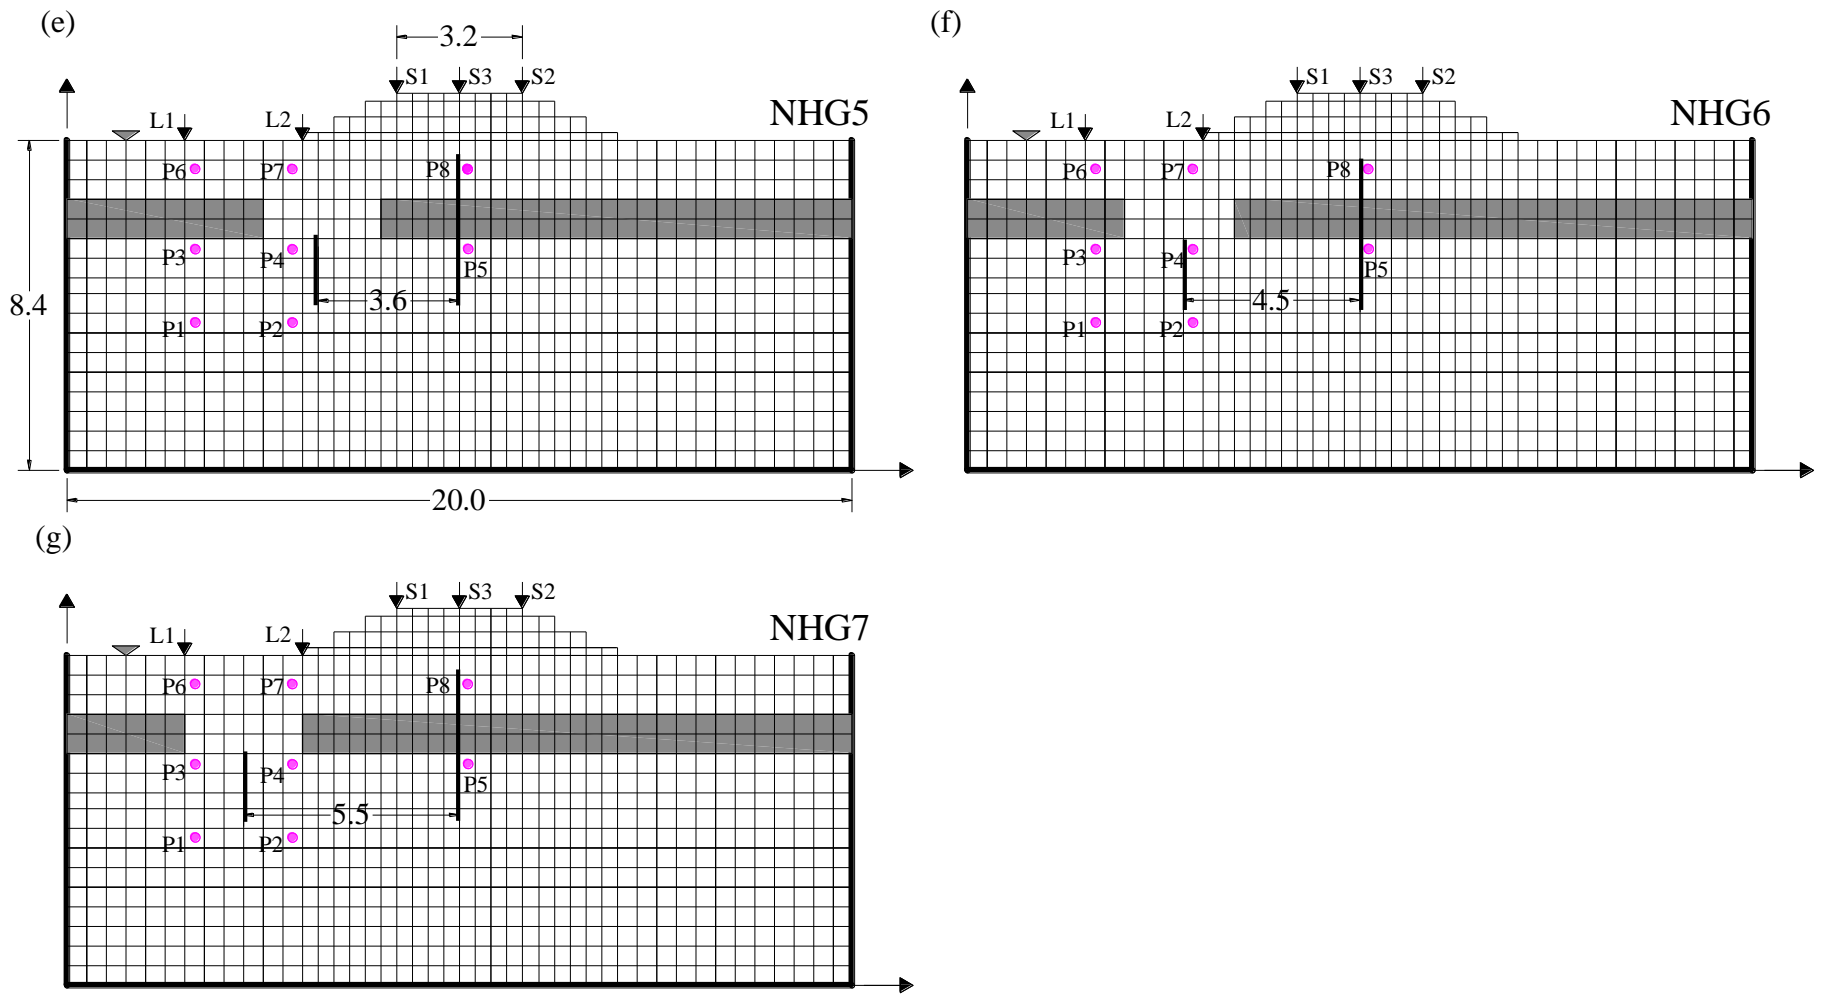 (e)
3.2
S1 S3 S2
NHG5
L1 L2
P6 P7 P8
P3 P4 P5
3.6
8.4
P1 P2
20.0
(f)
S1 S3 S2
NHG6
L1 L2
P6 P7 P8
P3 P4 P5
4.5
P1 P2
(g)
S1 S3 S2
NHG7
L1 L2
P6 P7 P8
P3 P4 P5
5.5
P1 P2